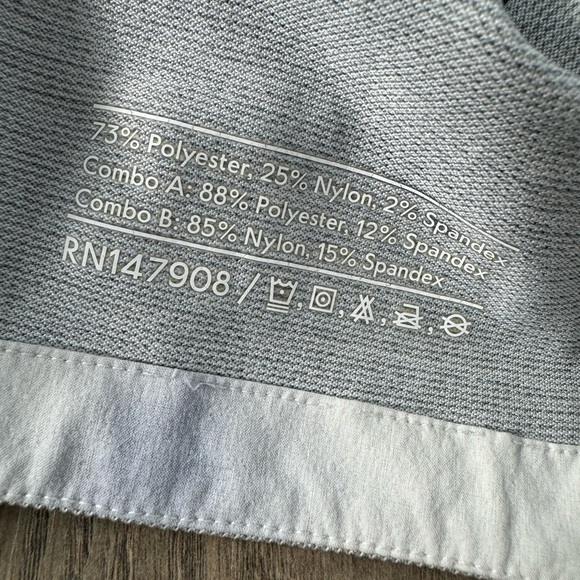 73% Polyester, 25% Nylon, 2% Spandex
Combo A: 88% Polyester, 12% Spandex
Combo B: 85% Nylon, 15% Spandex
RN147908 /